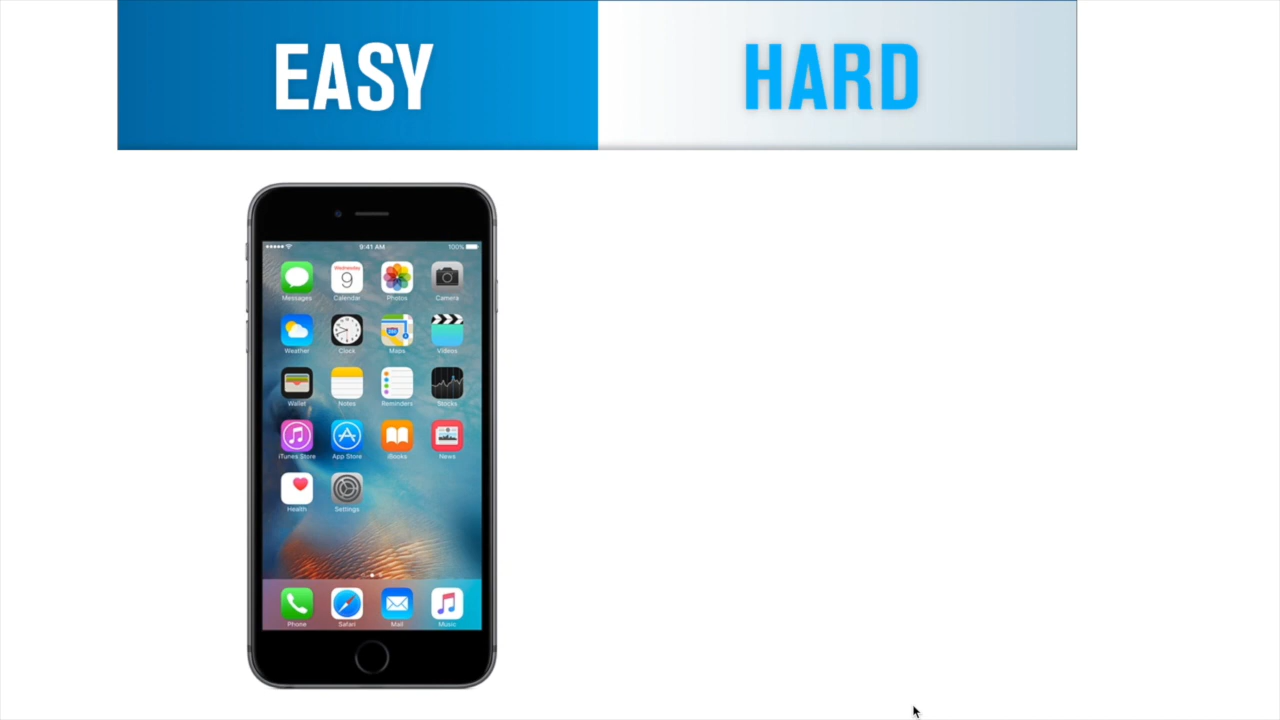 EASY HARD
9:41 AM 100%
Wednesday
9
Messages Calendar Photos Camera
280
Weather Clock Maps Videos
Wallet Notes Reminders Stocks
iTunes Store App Store iBooks News
Health Settings
Phone Safari Mail Music